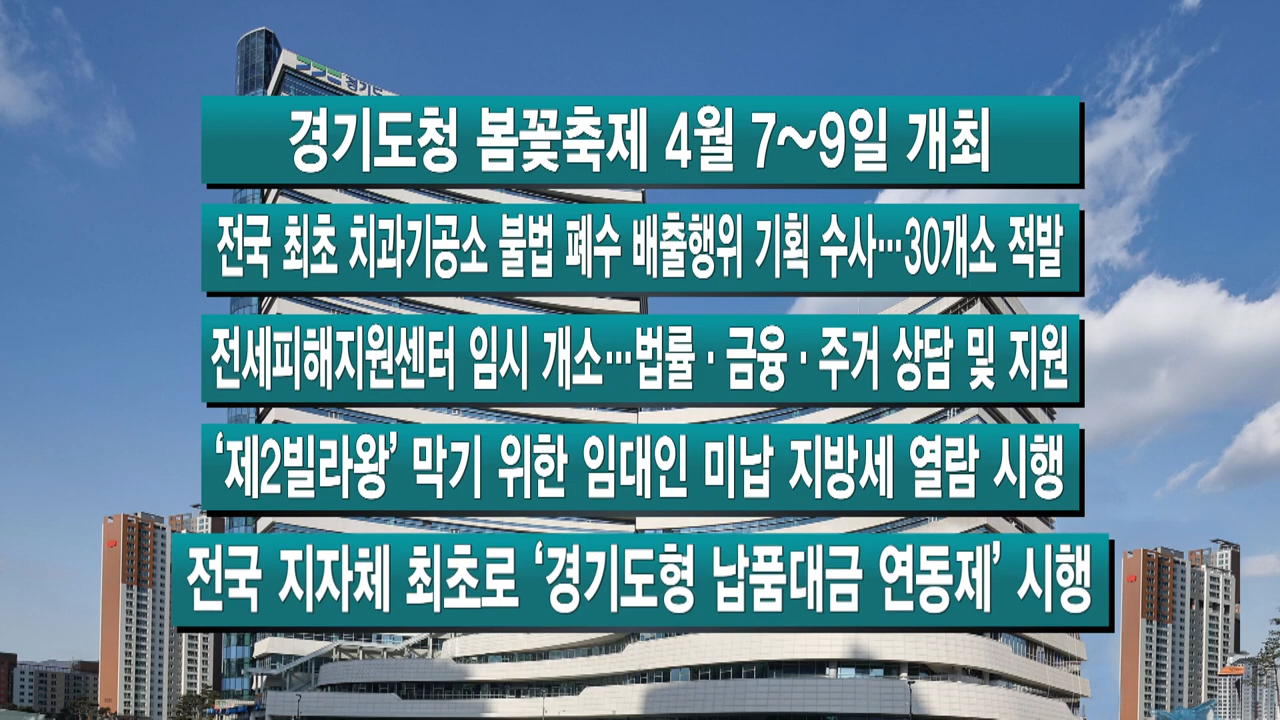 경기도
경기도청 봄꽃축제 4월 7~9일 개최
전국 최초 치과기공소 불법 폐수 배출행위 기획 수사…30개소 적발
전세피해지원센터 임시 개소…법률·금융·주거 상담 및 지원
‘제2빌라왕’ 막기 위한 임대인 미납 지방세 열람 시행
전국 지자체 최초로 ‘경기도형 납품대금 연동제’ 시행